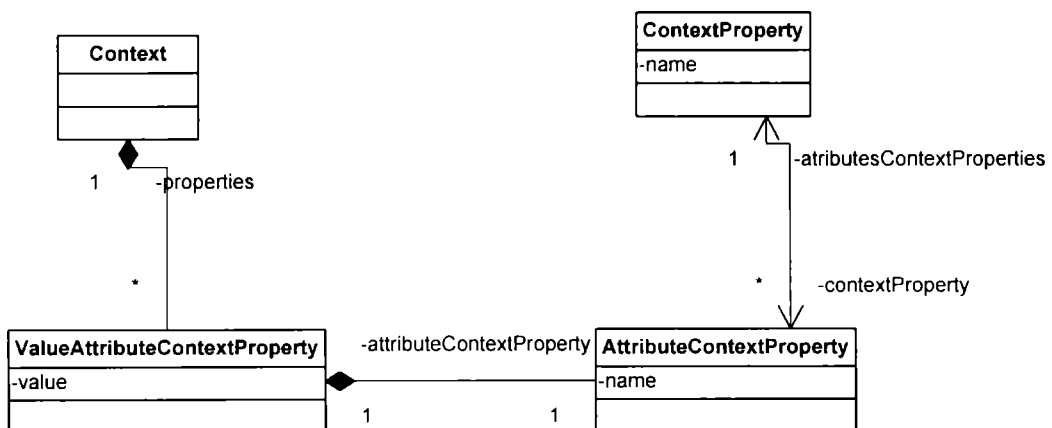 Context
ContextProperty
-name
1
-properties
1
-atributesContextProperties
*
*
-contextProperty
ValueAttributeContextProperty
-value
-attributeContextProperty
AttributeContextProperty
-name
1
1